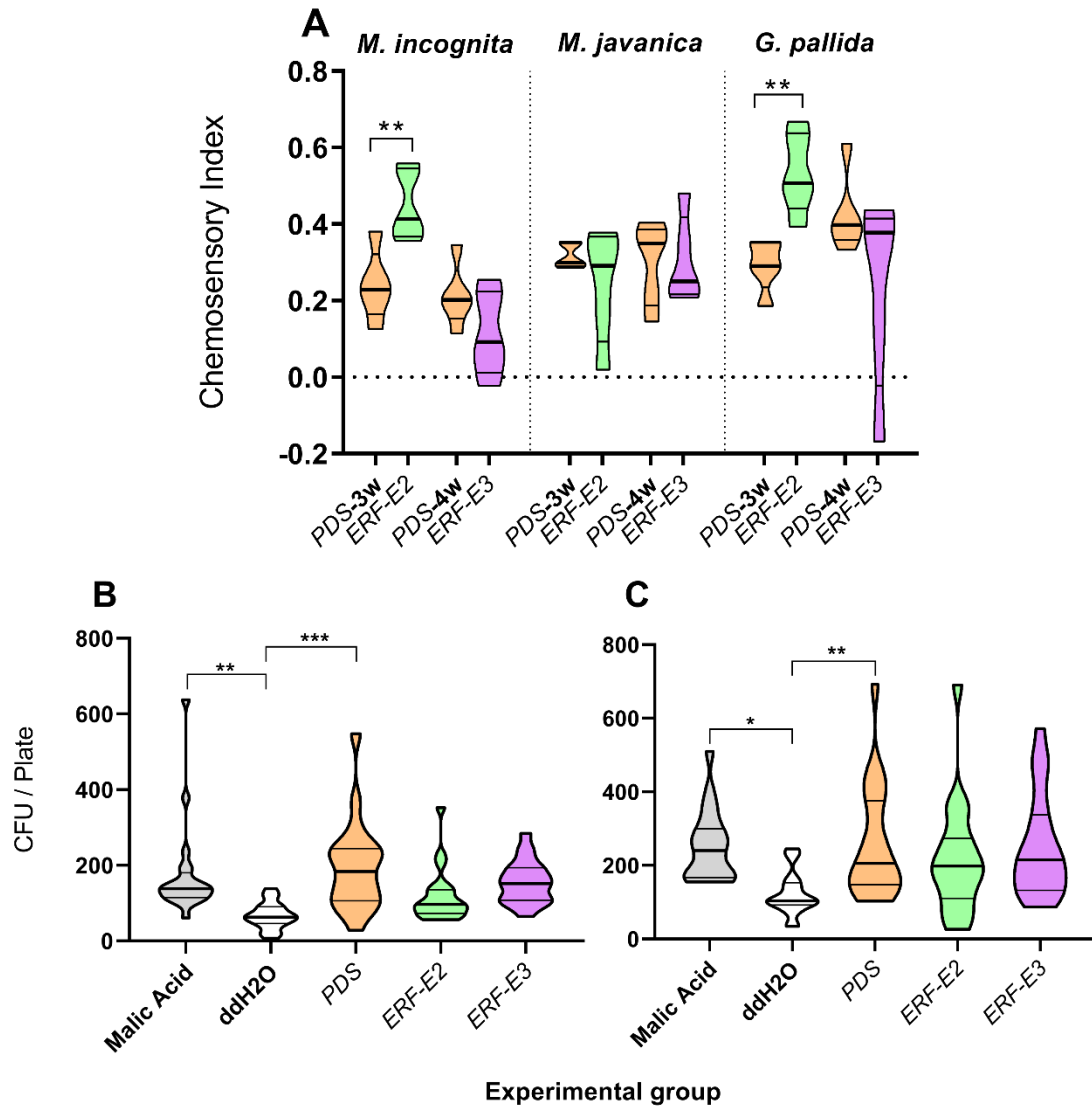 A
M. incognita M. javanica G. pallida
**
**
0.8
0.6
0.4
0.2
0.0
-0.2
Chemosensory Index
PDS-3w ERF-E2 PDS-4w ERF-E3 PDS-3w ERF-E2 PDS-4w ERF-E3 PDS-3w ERF-E2 PDS-4w ERF-E3
B
**
***
800
600
400
200
0
CFU / Plate
Malic Acid ddH2O PDS ERF-E2 ERF-E3
C
*
**
800
600
400
200
0
Malic Acid ddH2O PDS ERF-E2 ERF-E3
Experimental group